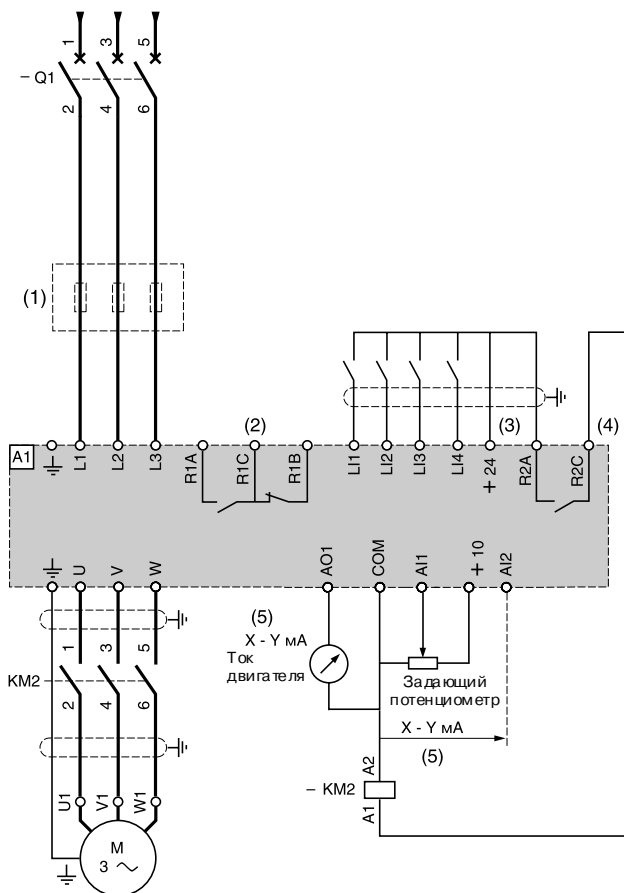 1 3 5
– Q1
2 4 6
(1)
(2) (3) (4)
A1 L1 L2 L3 R1A R1C R1B LI1 LI2 LI3 LI4 + 24 R2A R2C
U V W AO1 COM AI1 + 10 AI2
1 3 5
(5)
X - Y мА
Ток
двигателя
KM2
2 4 6
Задающий
потенциометр
X - Y мА
(5)
A2
– KM2
A1
U1 V1 W1
M
3